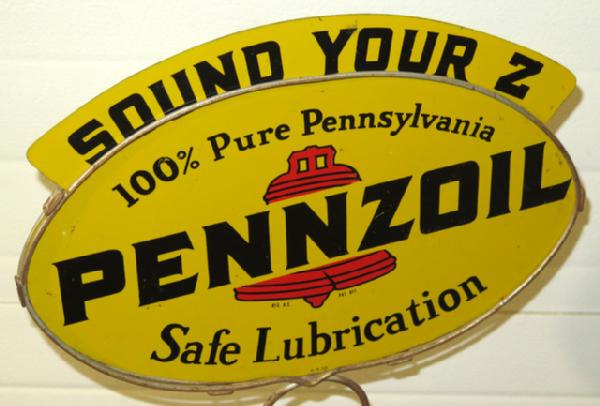 SOUND YOUR Z
100% Pure Pennsylvania
PENNZOIL
Safe Lubrication